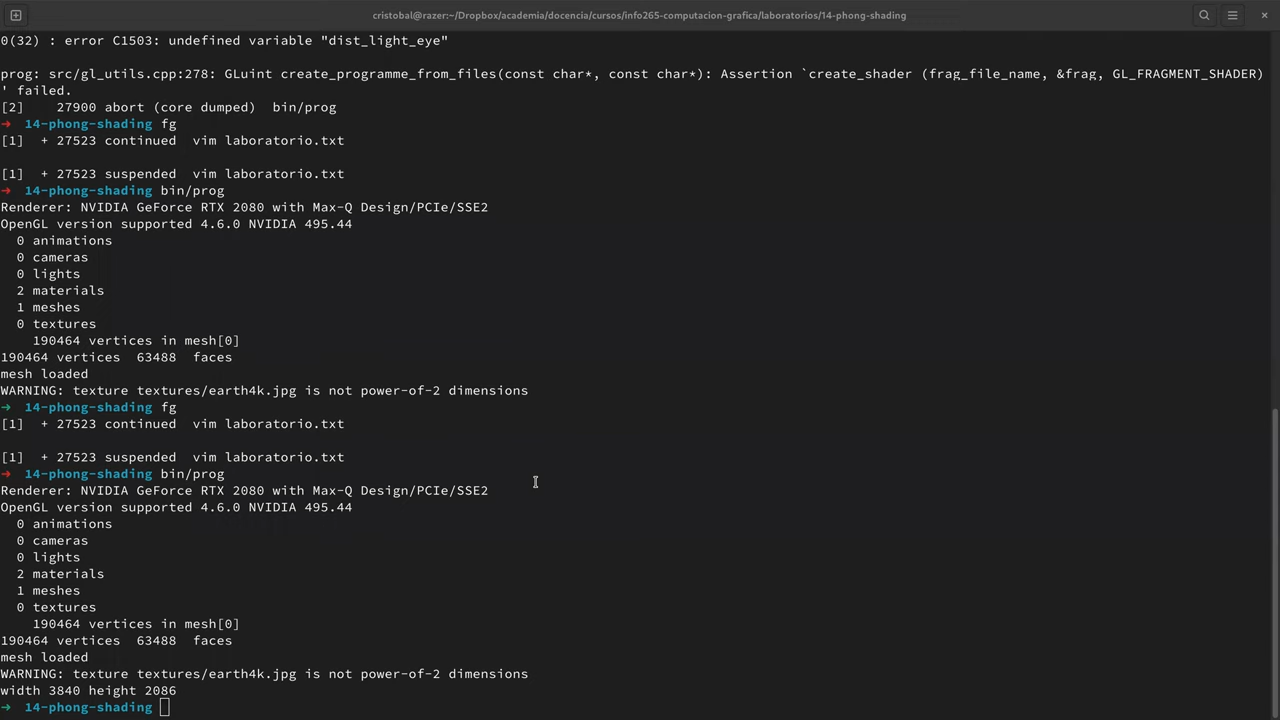 cristobal@razer:~/Dropbox/academia/docencia/cursos/info265-computacion-grafica/laboratorios/14-phong-shading
0(32) : error C1503: undefined variable "dist_light_eye"
prog: src/gl_utils.cpp:278: GLuint create_programme_from_files(const char*, const char*): Assertion `create_shader (frag_file_name, &frag, GL_FRAGMENT_SHADER)
' failed.
[2]    27900 abort (core dumped)  bin/prog
➜  14-phong-shading fg
[1]  + 27523 continued  vim laboratorio.txt
[1]  + 27523 suspended  vim laboratorio.txt
➜  14-phong-shading bin/prog
Renderer: NVIDIA GeForce RTX 2080 with Max-Q Design/PCIe/SSE2
OpenGL version supported 4.6.0 NVIDIA 495.44
  0 animations
  0 cameras
  0 lights
  2 materials
  1 meshes
  0 textures
    190464 vertices in mesh[0]
190464 vertices  63488  faces
mesh loaded
WARNING: texture textures/earth4k.jpg is not power-of-2 dimensions
➜  14-phong-shading fg
[1]  + 27523 continued  vim laboratorio.txt
[1]  + 27523 suspended  vim laboratorio.txt
➜  14-phong-shading bin/prog
Renderer: NVIDIA GeForce RTX 2080 with Max-Q Design/PCIe/SSE2
OpenGL version supported 4.6.0 NVIDIA 495.44
  0 animations
  0 cameras
  0 lights
  2 materials
  1 meshes
  0 textures
    190464 vertices in mesh[0]
190464 vertices  63488  faces
mesh loaded
WARNING: texture textures/earth4k.jpg is not power-of-2 dimensions
width 3840 height 2086
➜  14-phong-shading